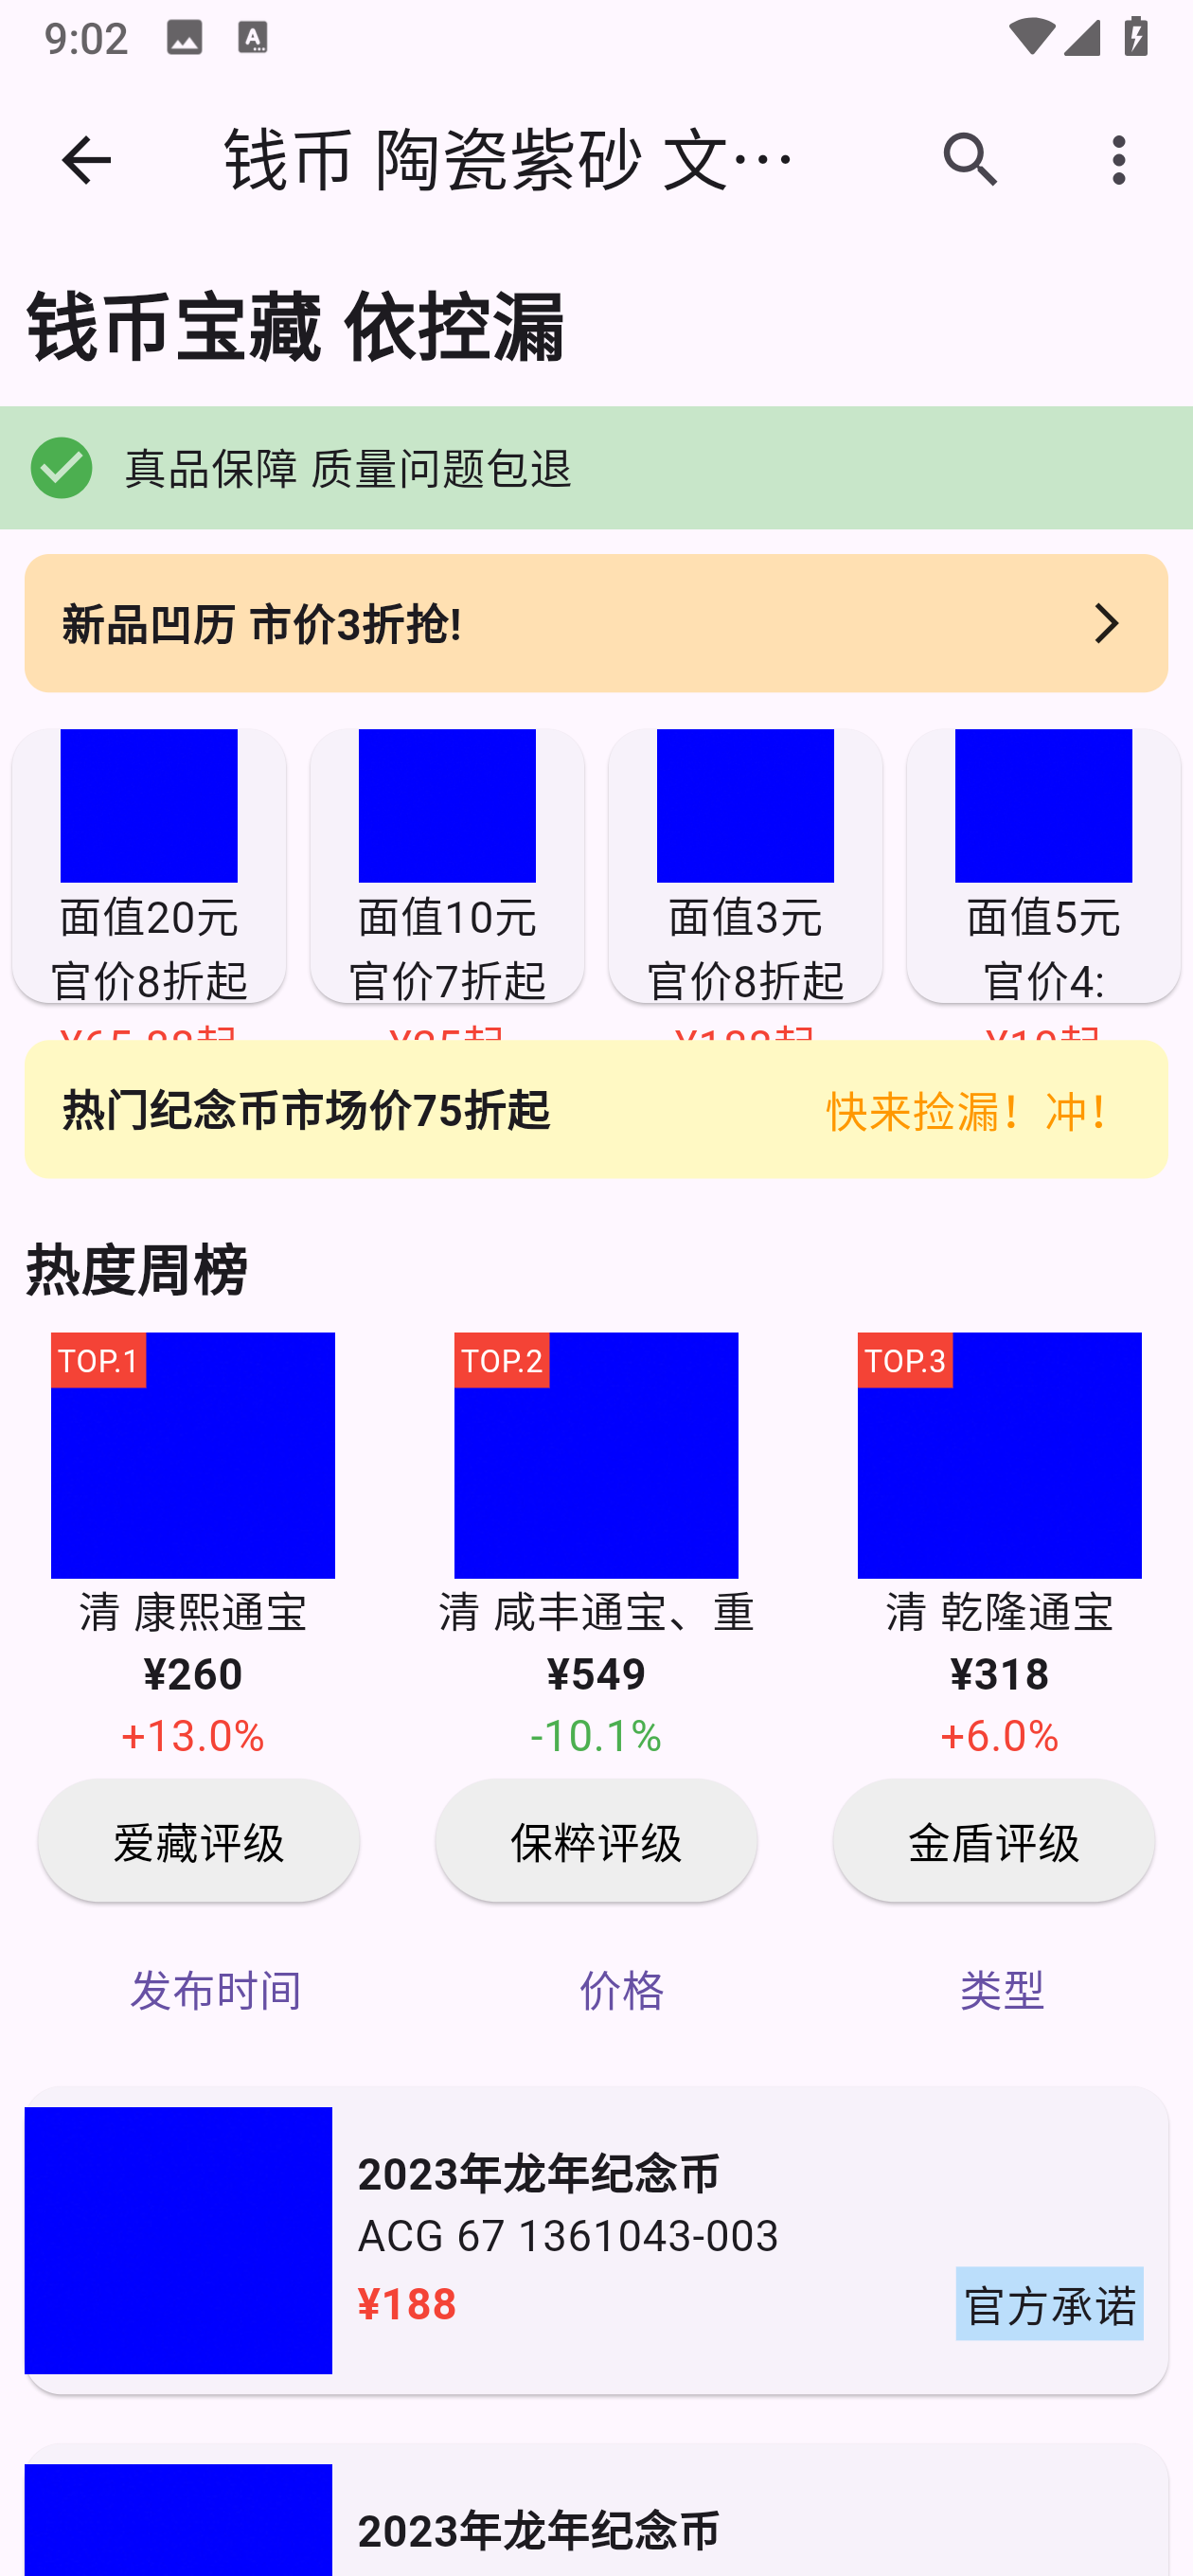 9:02
钱币 陶瓷紫砂 文…
钱币宝藏 依控漏
真品保障 质量问题包退
新品凹历 市价3折抢!
面值20元
官价8折起
面值10元
官价7折起
面值3元
官价8折起
面值5元
官价4:
热门纪念币市场价75折起
快来捡漏！冲！
热度周榜
TOP.1
清 康熙通宝
¥260
+13.0%
TOP.2
清 咸丰通宝、重
¥549
-10.1%
TOP.3
清 乾隆通宝
¥318
+6.0%
爱藏评级
保粹评级
金盾评级
发布时间
价格
类型
2023年龙年纪念币
ACG 67 1361043-003
¥188
官方承诺
2023年龙年纪念币